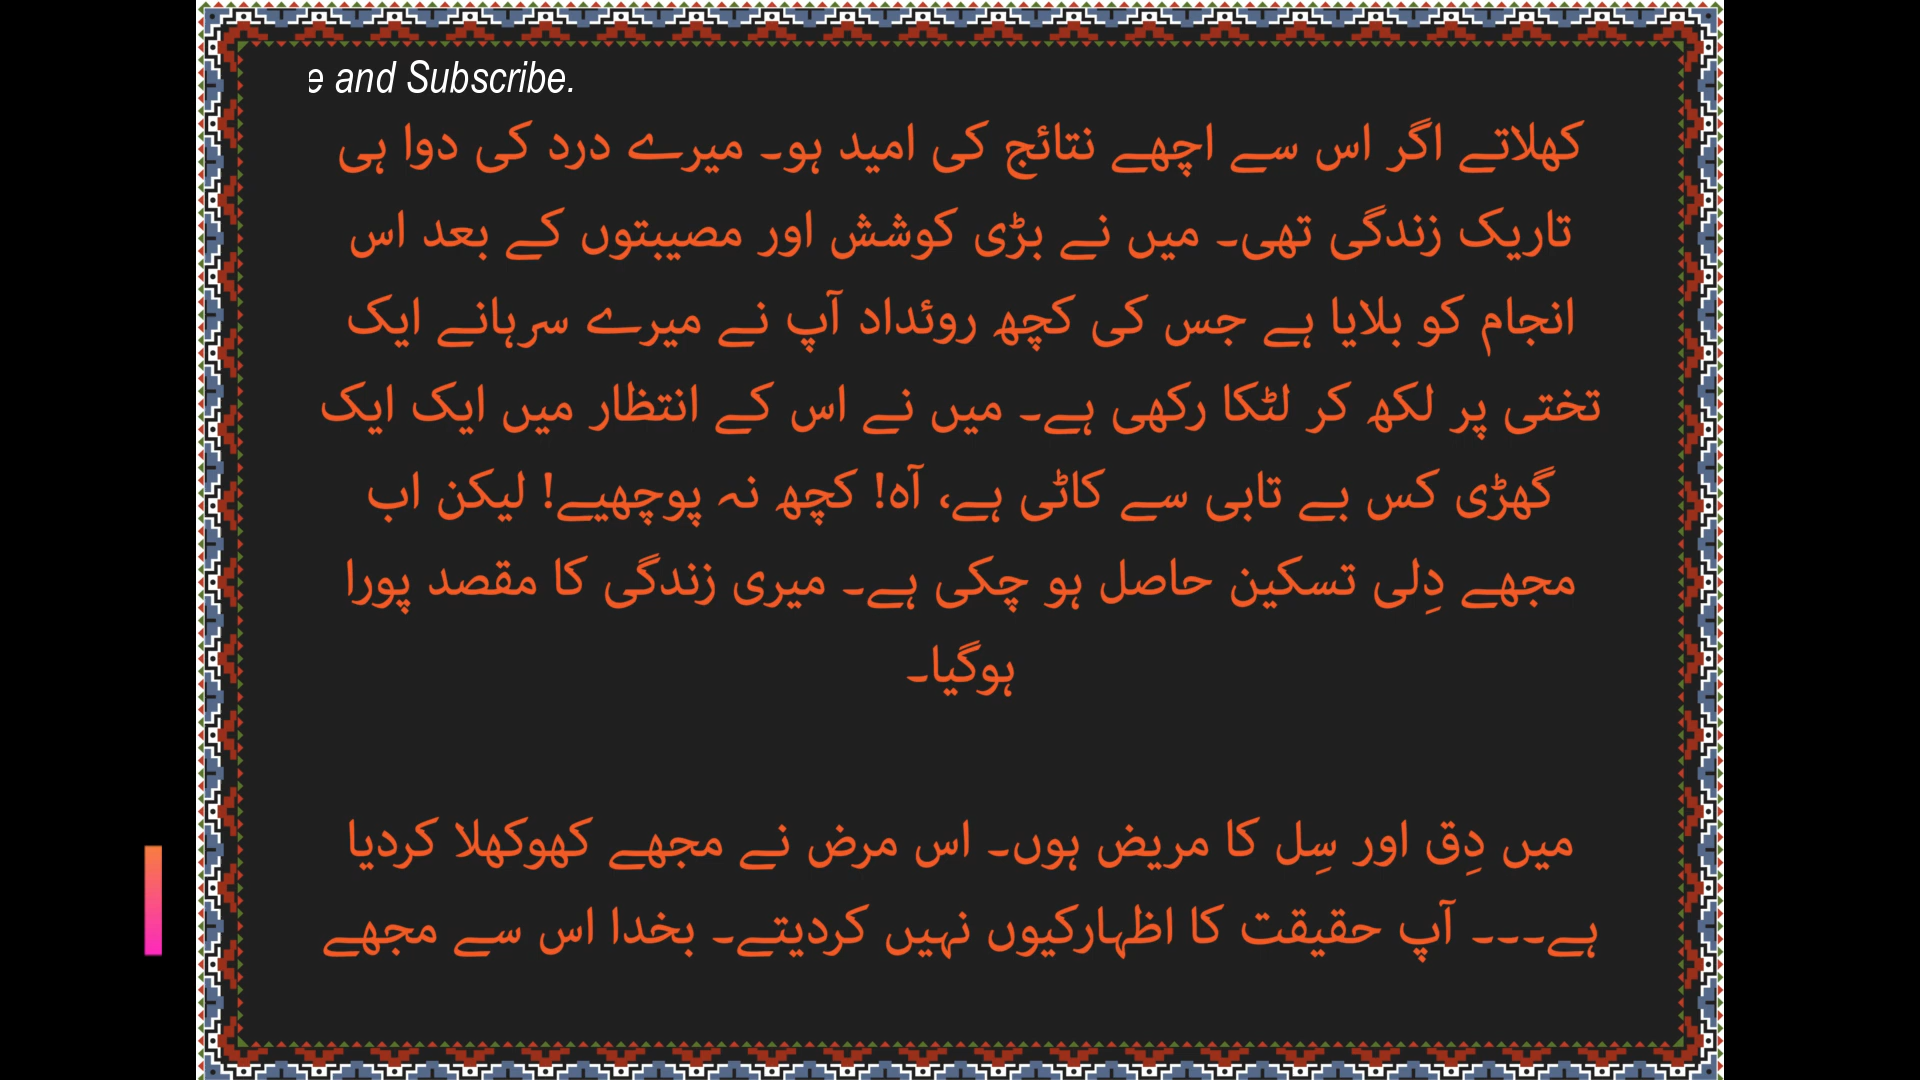 e and Subscribe.
کھلاتے اگر اس سے اچھے نتائج کی امید ہو۔ میرے درد کی دوا ہی
تاریک زندگی تھی۔ میں نے بڑی کوشش اور مصیبتوں کے بعد اس
انجام کو بلایا ہے جس کی کچھ روئداد آپ نے میرے سرہانے ایک
تختی پر لکھ کر لٹکا رکھی ہے۔ میں نے اس کے انتظار میں ایک ایک
گھڑی کس بے تابی سے کاٹی ہے، آہ! کچھ نہ پوچھیے! لیکن اب
مجھے دِلی تسکین حاصل ہو چکی ہے۔ میری زندگی کا مقصد پورا
ہوگیا۔
میں دِق اور سِل کا مریض ہوں۔ اس مرض نے مجھے کھوکھلا کردیا
ہے۔۔۔ آپ حقیقت کا اظہارکیوں نہیں کردیتے۔ بخدا اس سے مجھے